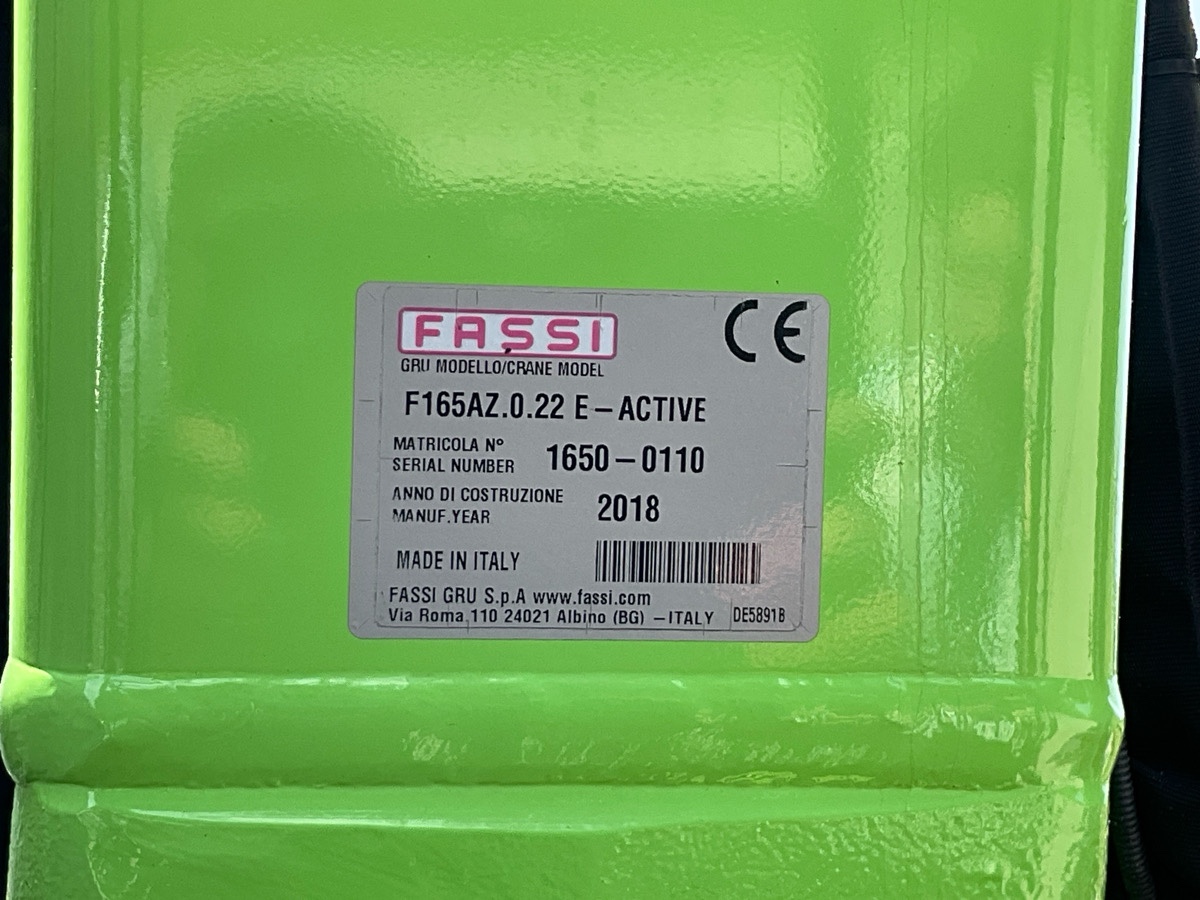 FASSI
CE
GRU MODELLO/CRANE MODEL
F165AZ.0.22 E-ACTIVE
MATRICOLA N°
SERIAL NUMBER 1650-0110
ANNO DI COSTRUZIONE
MANUF.YEAR 2018
MADE IN ITALY
FASSI GRU S.p.A www.fassi.com
Via Roma,110 24021 Albino (BG) -ITALY DE5891B